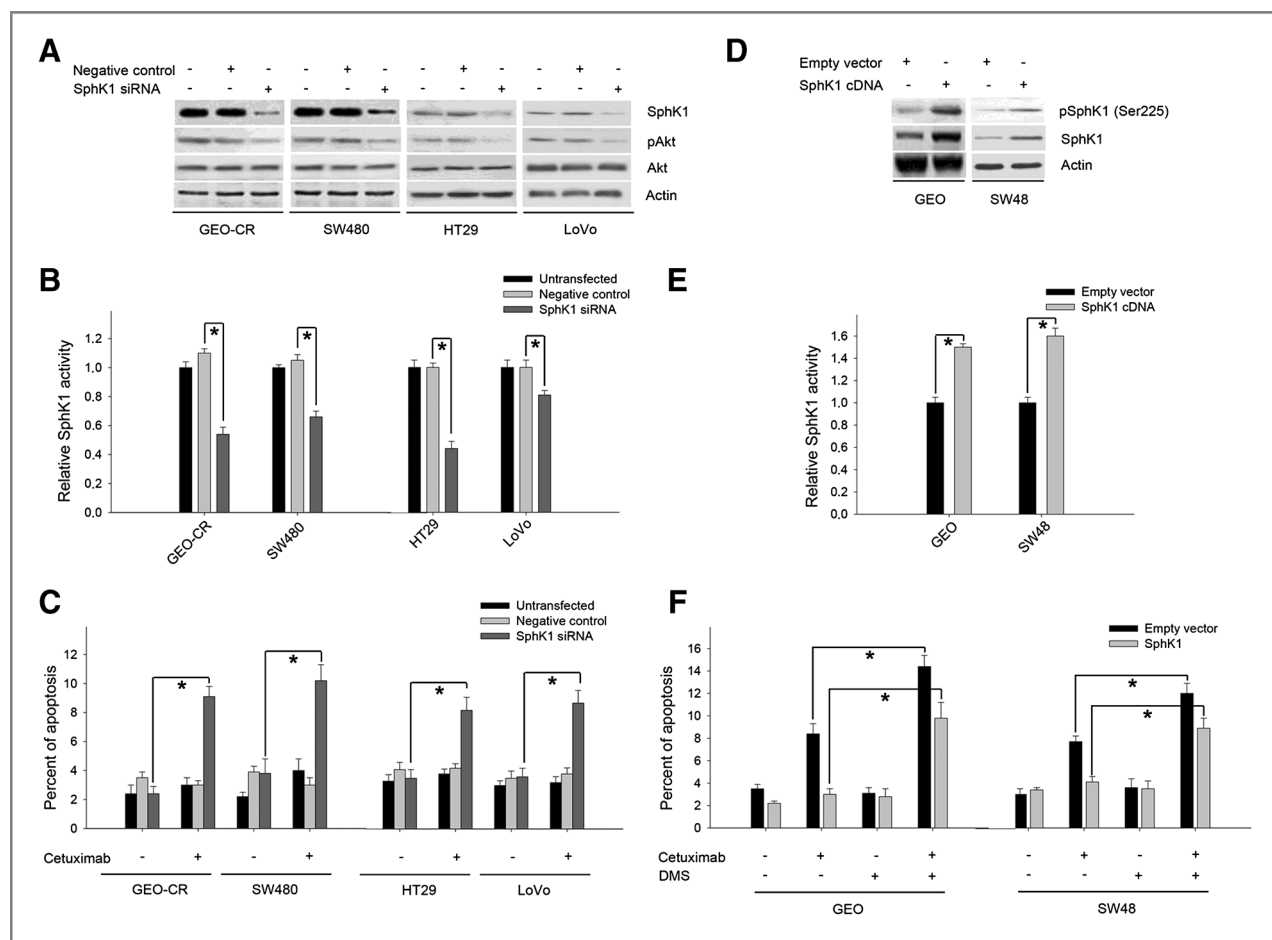 A
Negative control - + - - + - - + - - + -
SphK1 siRNA - - + - - + - - + - - +
SphK1
pAkt
Akt
Actin
GEO-CR SW480 HT29 LoVo
D
Empty vector + - + -
SphK1 cDNA - + - +
pSphK1 (Ser225)
SphK1
Actin
GEO SW48
B
Untransfected
Negative control
SphK1 siRNA
Relative SphK1 activity
1.2
1.0
0.8
0.6
0.4
0.2
0.0
* * * *
GEO-CR SW480 HT29 LoVo
E
Empty vector
SphK1 cDNA
Relative SphK1 activity
1.6
1.4
1.2
1.0
0.8
0.6
0.4
0.2
0.0
* *
GEO SW48
C
Untransfected
Negative control
SphK1 siRNA
Percent of apoptosis
12
10
8
6
4
2
0
* * * *
Cetuximab - + - + - + - +
GEO-CR SW480 HT29 LoVo
F
Empty vector
SphK1
Percent of apoptosis
16
14
12
10
8
6
4
2
0
* * * *
Cetuximab - + - + - + - +
DMS - - + + - - + +
GEO SW48